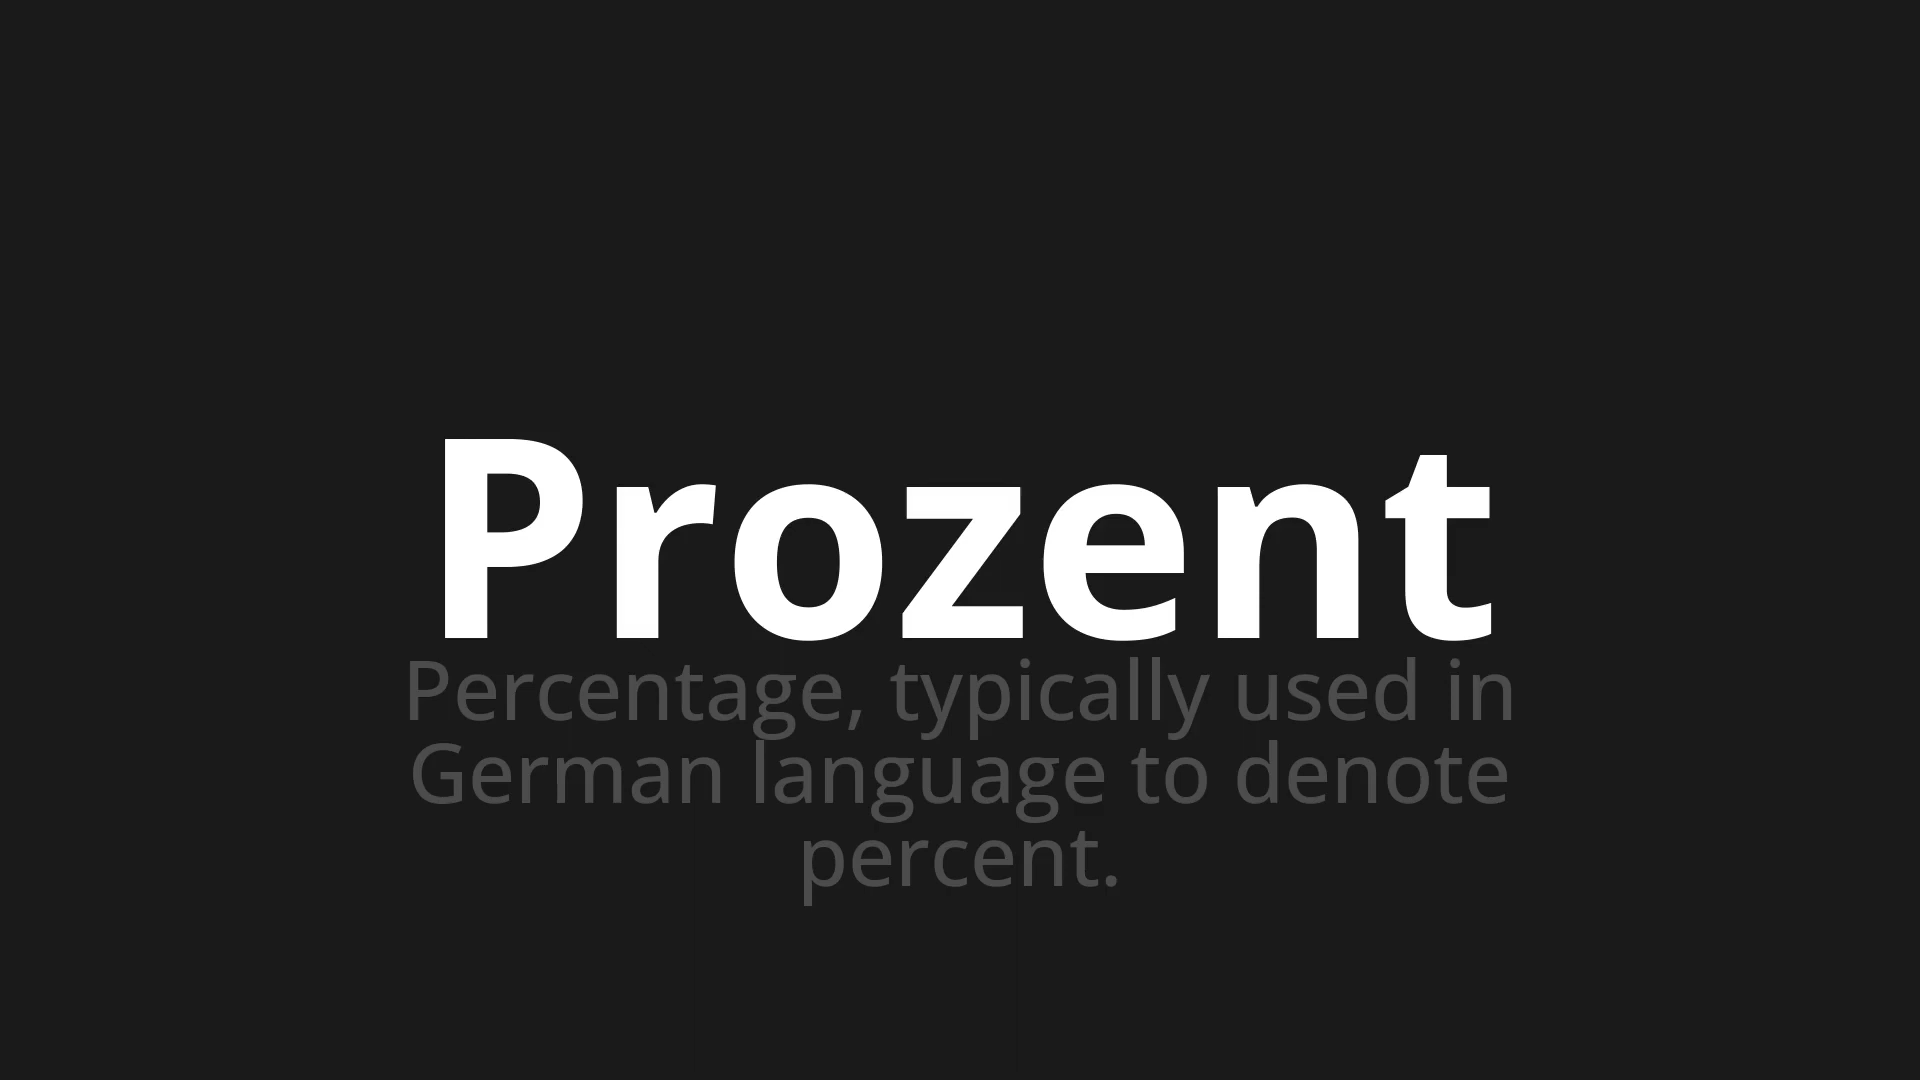 Prozent
Percentage, typically used in
German language to denote
percent.